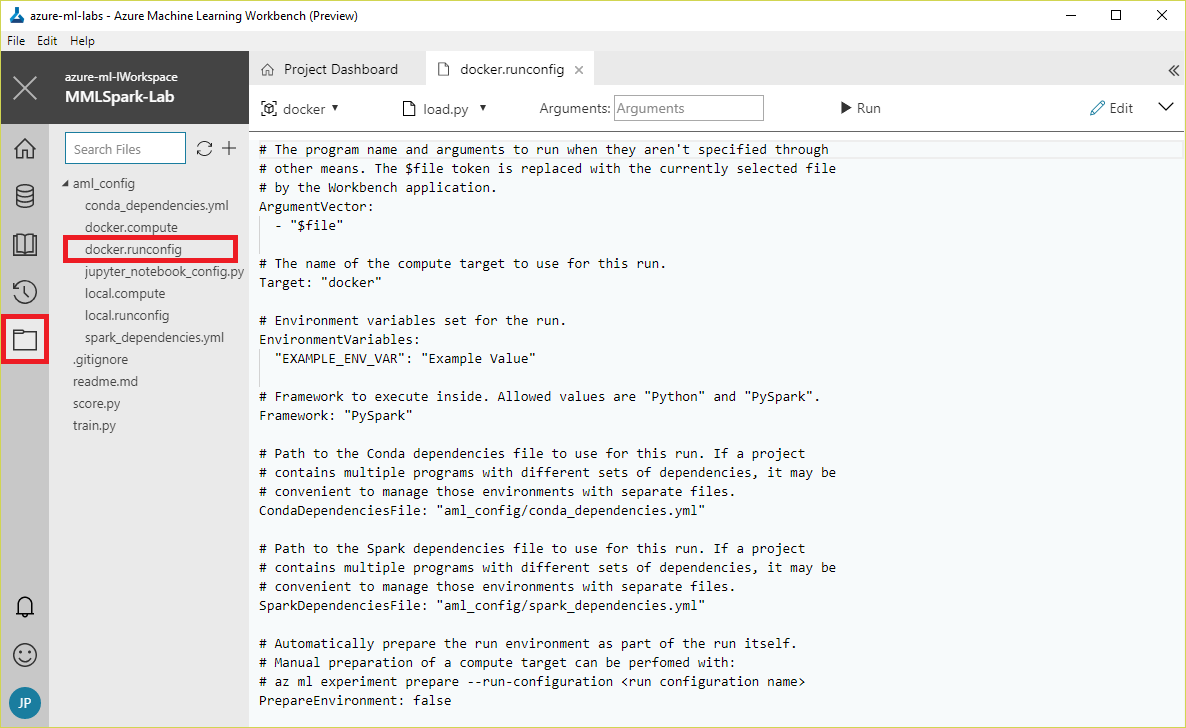 azure-ml-labs - Azure Machine Learning Workbench (Preview)
File Edit Help
azure-ml-lWorkspace
MMLSpark-Lab
Project Dashboard
docker.runconfig
docker
load.py
Arguments: Arguments
Run
Edit
Search Files
aml_config
conda_dependencies.yml
docker.compute
docker.runconfig
jupyter_notebook_config.py
local.compute
local.runconfig
spark_dependencies.yml
.gitignore
readme.md
score.py
train.py
JP
# The program name and arguments to run when they aren't specified through
# other means. The $file token is replaced with the currently selected file
# by the Workbench application.
ArgumentVector:
- "$file"
# The name of the compute target to use for this run.
Target: "docker"
# Environment variables set for the run.
EnvironmentVariables:
"EXAMPLE_ENV_VAR": "Example Value"
# Framework to execute inside. Allowed values are "Python" and "PySpark".
Framework: "PySpark"
# Path to the Conda dependencies file to use for this run. If a project
# contains multiple programs with different sets of dependencies, it may be
# convenient to manage those environments with separate files.
CondaDependenciesFile: "aml_config/conda_dependencies.yml"
# Path to the Spark dependencies file to use for this run. If a project
# contains multiple programs with different sets of dependencies, it may be
# convenient to manage those environments with separate files.
SparkDependenciesFile: "aml_config/spark_dependencies.yml"
# Automatically prepare the run environment as part of the run itself.
# Manual preparation of a compute target can be perfomed with:
# az ml experiment prepare --run-configuration <run configuration name>
PrepareEnvironment: false